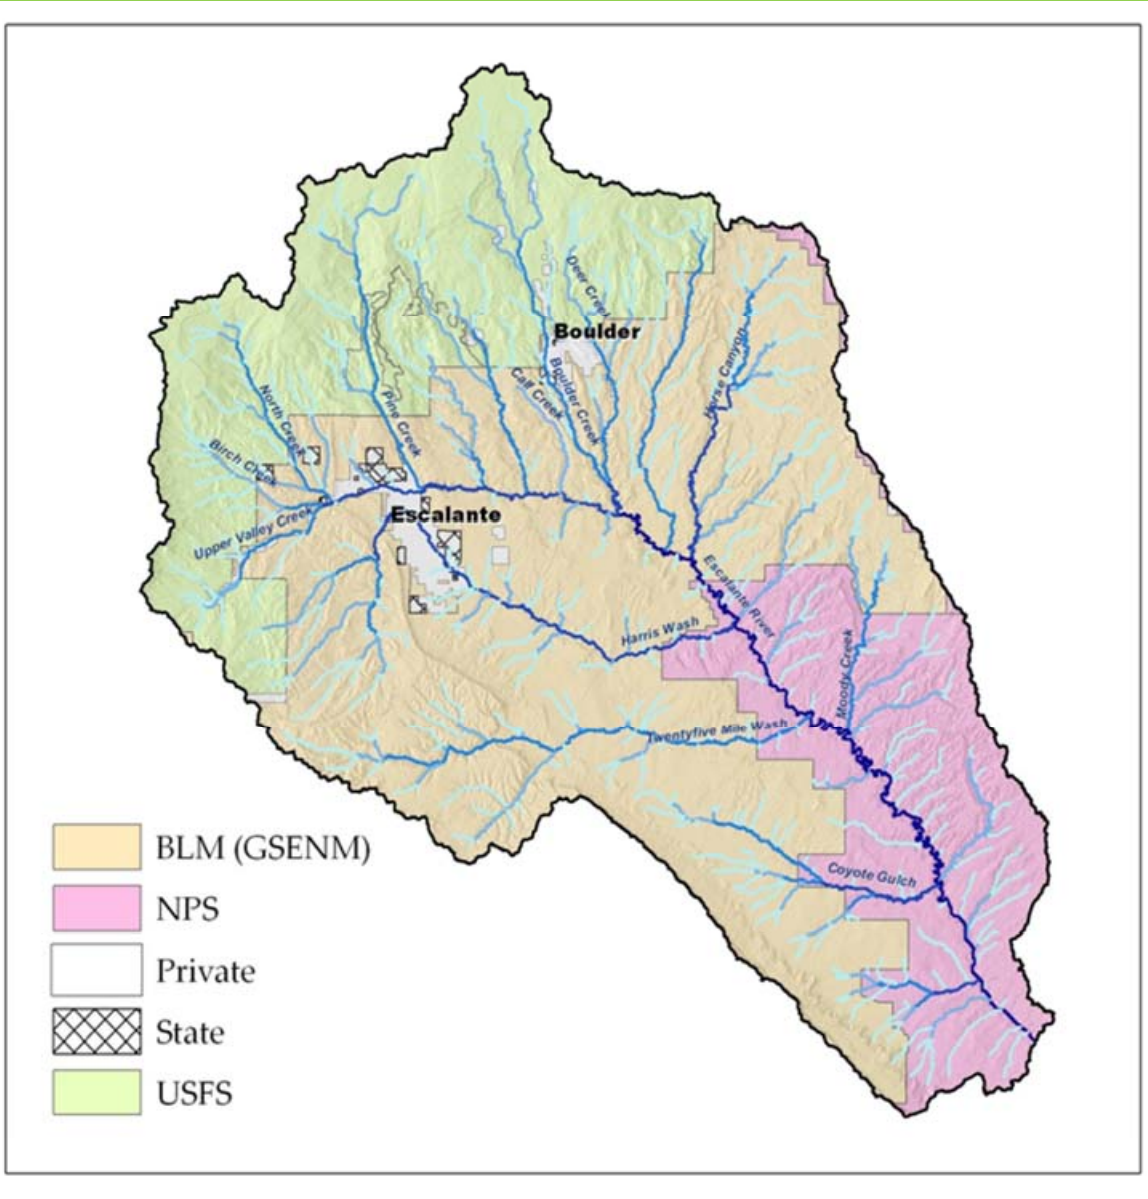 Deer Creek
Boulder
Horse Canyon
Calf Creek
Boulder Creek
North Creek
Pine Creek
Birch Creek
Upper Valley Creek
Escalante
Escalante River
Harris Wash
Moody Creek
Twentyfive Mile Wash
Coyote Gulch
BLM (GSENM)
NPS
Private
State
USFS